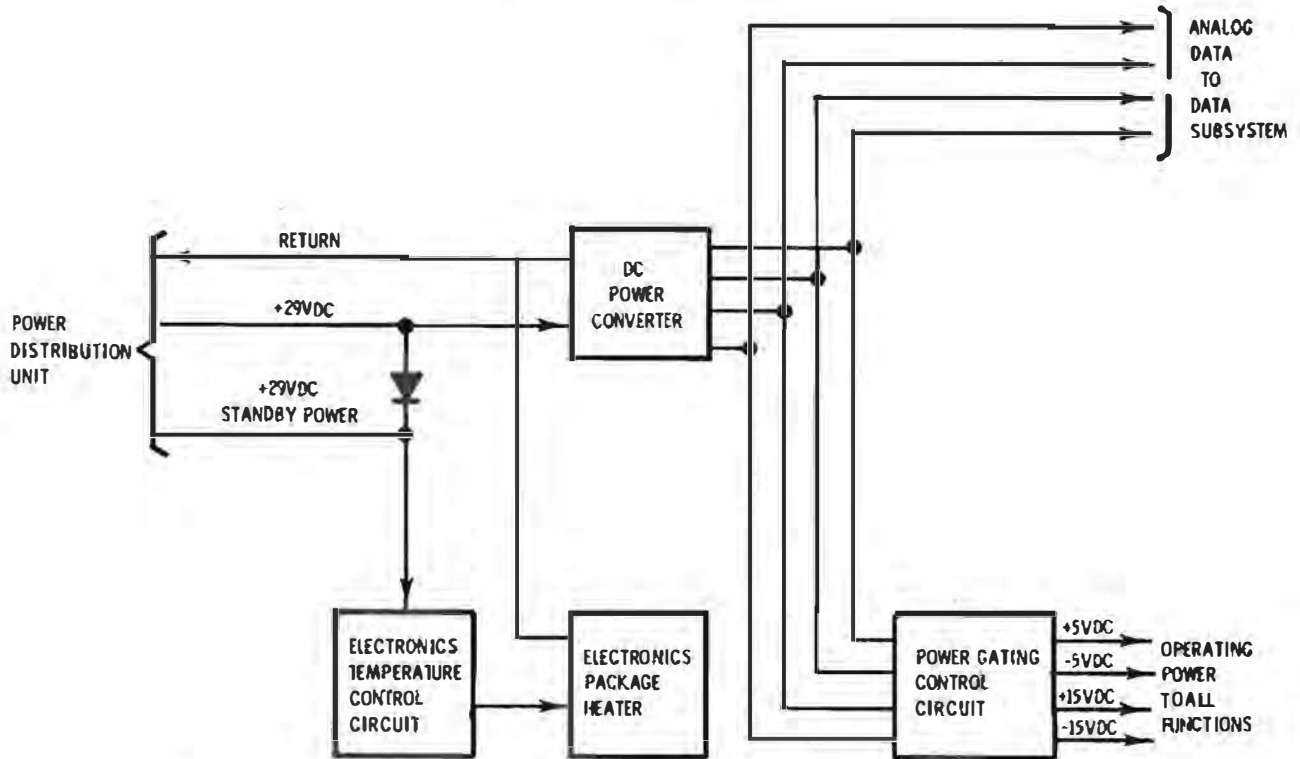 ANALOG
DATA
TO
DATA
SUBSYSTEM
RETURN
DC
POWER
CONVERTER
+29VDC
POWER
DISTRIBUTION
UNIT
+29VDC
STANDBY POWER
ELECTRONICS
TEMPERATURE
CONTROL
CIRCUIT
ELECTRONICS
PACKAGE
HEATER
POWER GATING
CONTROL
CIRCUIT
+5VDC
-5VDC
+15VDC
-15VDC
OPERATING
POWER
TO ALL
FUNCTIONS